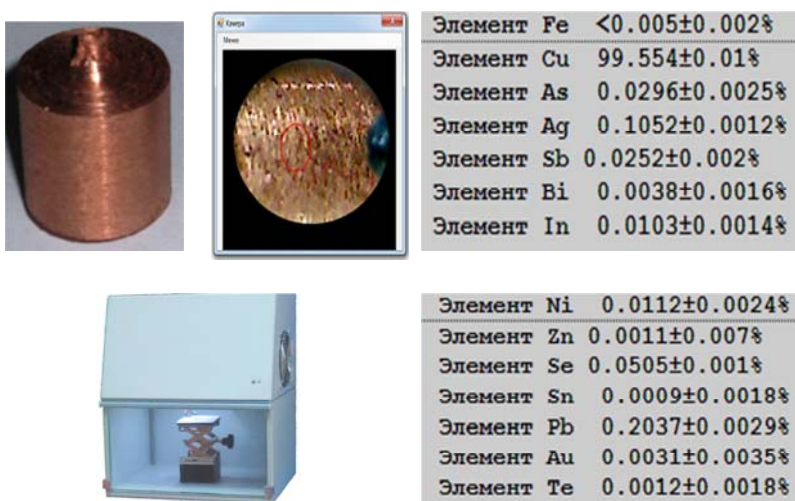 Камера
Меню
Элемент Fe <0.005±0.002%
Элемент Cu 99.554±0.01%
Элемент As 0.0296±0.0025%
Элемент Ag 0.1052±0.0012%
Элемент Sb 0.0252±0.002%
Элемент Bi 0.0038±0.0016%
Элемент In 0.0103±0.0014%
Элемент Ni 0.0112±0.0024%
Элемент Zn 0.0011±0.007%
Элемент Se 0.0505±0.001%
Элемент Sn 0.0009±0.0018%
Элемент Pb 0.2037±0.0029%
Элемент Au 0.0031±0.0035%
Элемент Te 0.0012±0.0018%